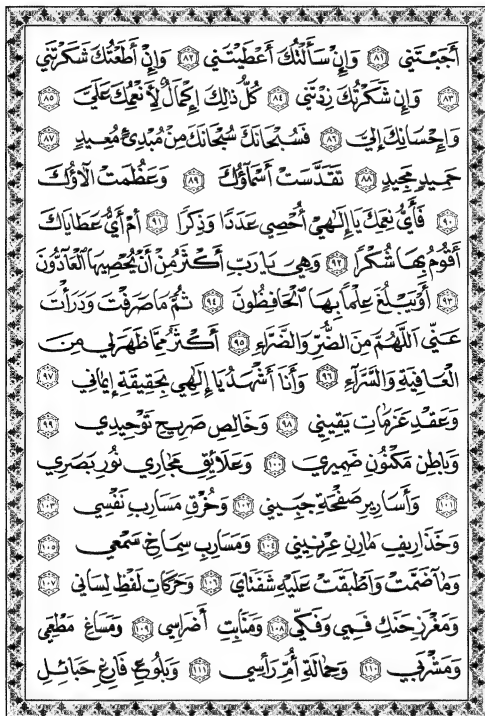 أَجَبْتَنِي ﴿٨١﴾ وَإِنْ سَأَلْتُكَ أَعْطَيْتَنِي ﴿٨٢﴾ وَإِنْ أَطَعْتُكَ شَكَرْتَنِي
﴿٨٣﴾ وَإِنْ شَكَرْتُكَ زِدْتَنِي ﴿٨٤﴾ كُلُّ ذَلِكَ إِكْمَالٌ لِأَنْعُمِكَ عَلَيَّ ﴿٨٥﴾
وَإِحْسَانِكَ إِلَيَّ ﴿٨٦﴾ فَسُبْحَانَكَ سُبْحَانَكَ مِنْ مُبْدِئٍ مُعِيدٍ ﴿٨٧﴾
حَمِيدٍ مَجِيدٍ ﴿٨٨﴾ تَقَدَّسَتْ أَسْمَاؤُكَ ﴿٨٩﴾ وَعَظُمَتْ آلَاؤُكَ
﴿٩٠﴾ فَأَيُّ نِعَمِكَ يَا إِلَهِي أُحْصِي عَدَدًا وَذِكْرًا ﴿٩١﴾ أَمْ أَيُّ عَطَايَاكَ
أَقُومُ بِهَا شُكْرًا ﴿٩٢﴾ وَهِيَ يَا رَبِّ أَكْثَرُ مِنْ أَنْ يُحْصِيَهَا الْعَادُّونَ
﴿٩٣﴾ أَوْ يَبْلُغَ عِلْمًا بِهَا الْحَافِظُونَ ﴿٩٤﴾ ثُمَّ مَا صَرَفْتَ وَدَرَأْتَ
عَنِّي اللَّهُمَّ مِنَ الضُّرِّ وَالضَّرَّاءِ ﴿٩٥﴾ أَكْثَرُ مِمَّا ظَهَرَ لِي مِنَ
الْعَافِيَةِ وَالسَّرَّاءِ ﴿٩٦﴾ وَأَنَا أَشْهَدُ يَا إِلَهِي بِحَقِيقَةِ إِيمَانِي ﴿٩٧﴾
وَعَقْدِ عَزَمَاتِ يَقِينِي ﴿٩٨﴾ وَخَالِصِ صَرِيحِ تَوْحِيدِي ﴿٩٩﴾
وَبَاطِنِ مَكْنُونِ ضَمِيرِي ﴿١٠٠﴾ وَعَلَائِقِ مَجَارِي نُورِ بَصَرِي
﴿١٠١﴾ وَأَسَارِيرِ صَفْحَةِ جَبِينِي ﴿١٠٢﴾ وَخُرْقِ مَسَارِبِ نَفْسِي ﴿١٠٣﴾
وَخَذَارِيفِ مَارِنِ عِرْنِينِي ﴿١٠٤﴾ وَمَسَارِبِ سِمَاخِ سَمْعِي ﴿١٠٥﴾
وَمَا ضَمَّتْ وَأَطْبَقَتْ عَلَيْهِ شَفَتَايَ ﴿١٠٦﴾ وَحَرَكَاتِ لَفْظِ لِسَانِي ﴿١٠٧﴾
وَمَغْرَزِ حَنَكِ فَمِي وَفَكِّي ﴿١٠٨﴾ وَمَنَابِتِ أَضْرَاسِي ﴿١٠٩﴾ وَمَسَاغِ مَطْعَمِي
وَمَشْرَبِي ﴿١١٠﴾ وَحِمَالَةِ أُمِّ رَأْسِي ﴿١١١﴾ وَبُلُوعِ فَارِغِ حَبَائِلِ